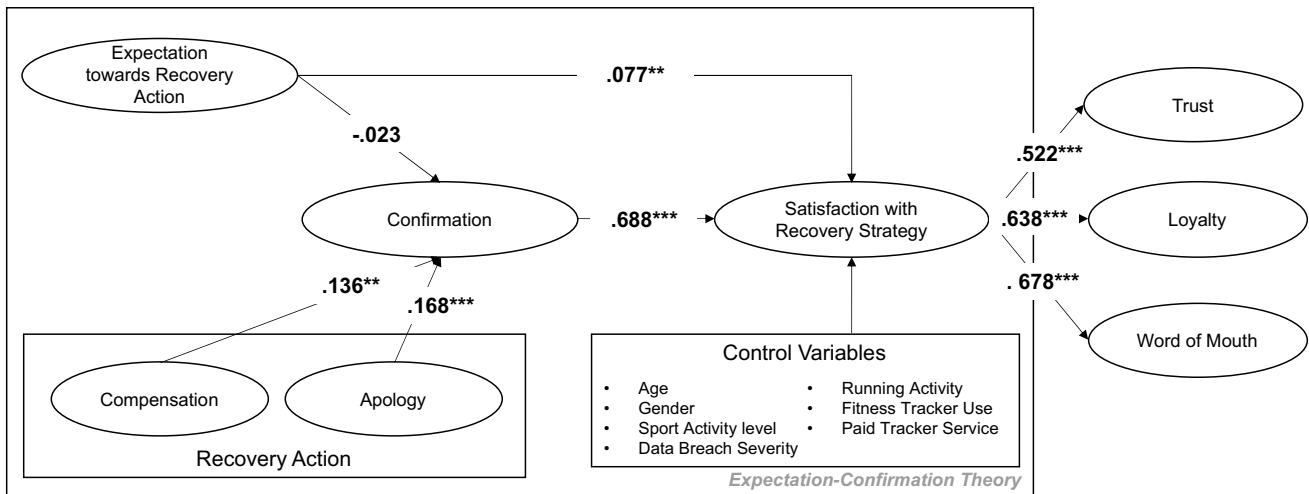 Expectation
towards Recovery
Action
.077**
Trust
-.023
.522***
Confirmation
.688***
Satisfaction with
Recovery Strategy
.638***
Loyalty
.136**
.168***
. 678***
Compensation
Apology
Recovery Action
Control Variables
• Age
• Gender
• Sport Activity level
• Data Breach Severity
• Running Activity
• Fitness Tracker Use
• Paid Tracker Service
Word of Mouth
Expectation-Confirmation Theory